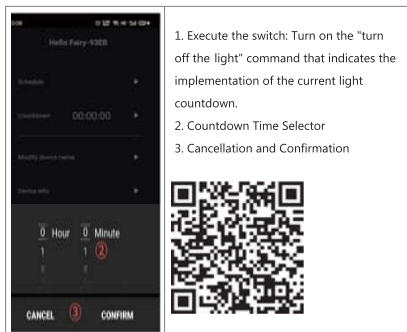 Hello Fairy-93EB
Schedule
Countdown 00:00:00
Modify device name
Device info
0 Hour 0 Minute
1 1 ②
CANCEL ③ CONFIRM
1. Execute the switch: Turn on the "turn
off the light" command that indicates the
implementation of the current light
countdown.
2. Countdown Time Selector
3. Cancellation and Confirmation